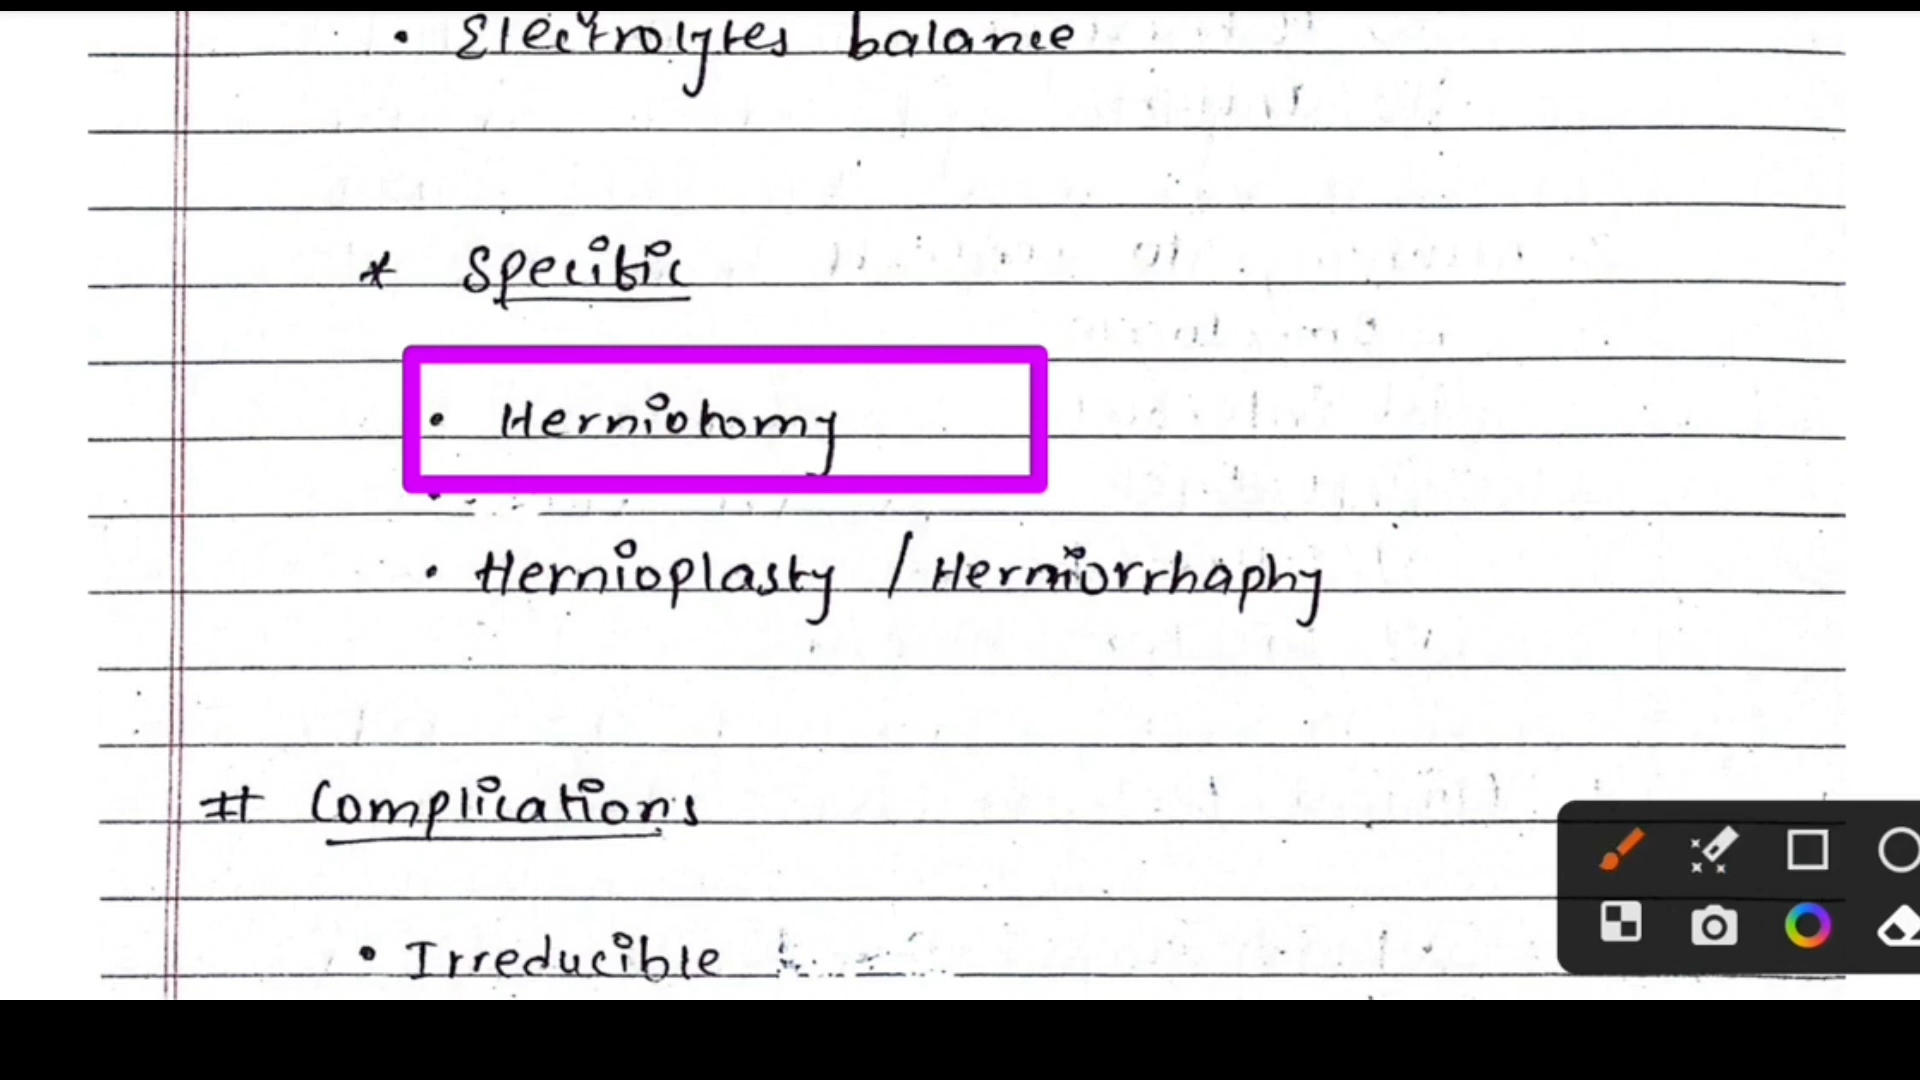 • Electrolytes balance
* Specific
• Herniotomy
• Hernioplasty / Herniorrhaphy
# Complications
• Irreducible